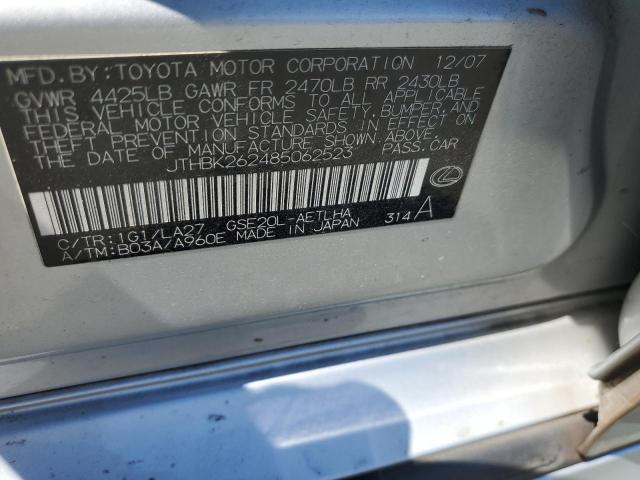 MFD. BY: TOYOTA MOTOR CORPORATION 12/07
GVWR 4425LB GAWR FR 2470LB RR 2430LB
THIS VEHICLE CONFORMS TO ALL APPLICABLE
FEDERAL MOTOR VEHICLE SAFETY, BUMPER, AND
THEFT PREVENTION STANDARDS IN EFFECT ON
THE DATE OF MANUFACTURE SHOWN ABOVE.
JTHBK262485062523 PASS. CAR
C/TR: 1G1/LA27 GSE20L-AETLHA
A/TM: B03A/A960E MADE IN JAPAN 314A